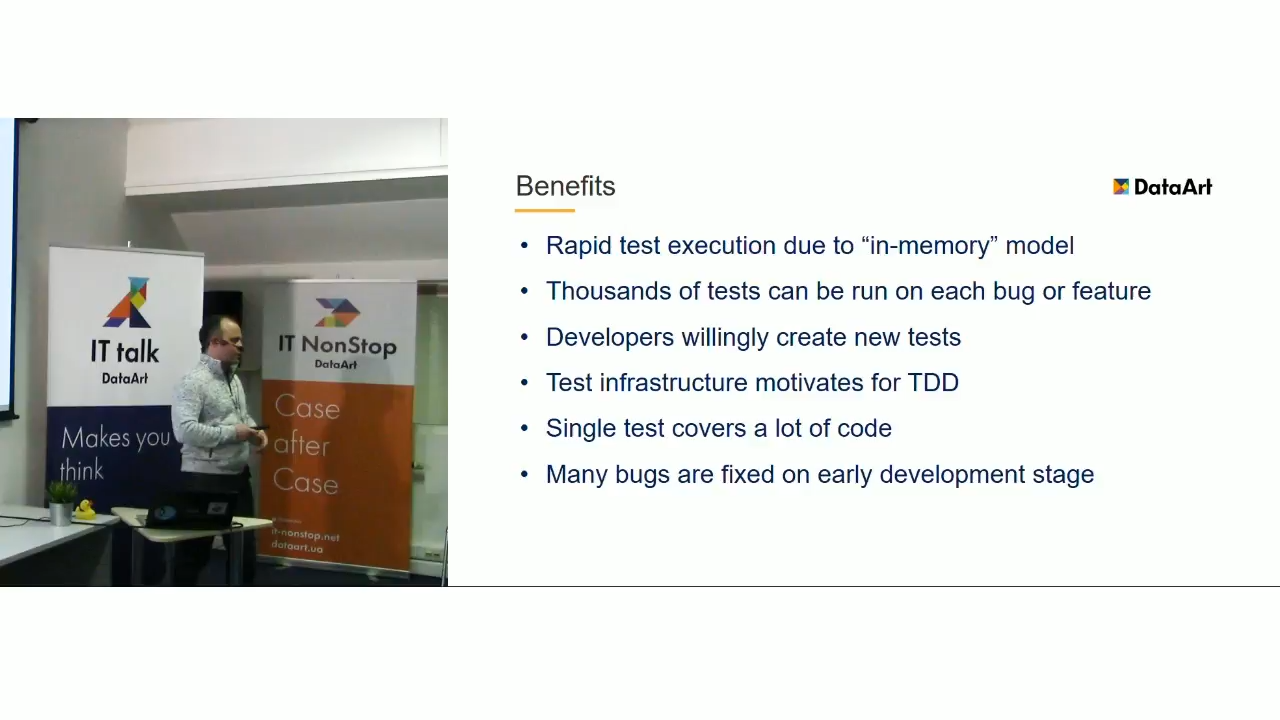 IT talk
DataArt
Makes you
think
IT NonStop
DataArt
Case
after
Case
it-nonstop.net
dataart.ua
Benefits
DataArt
• Rapid test execution due to “in-memory” model
• Thousands of tests can be run on each bug or feature
• Developers willingly create new tests
• Test infrastructure motivates for TDD
• Single test covers a lot of code
• Many bugs are fixed on early development stage